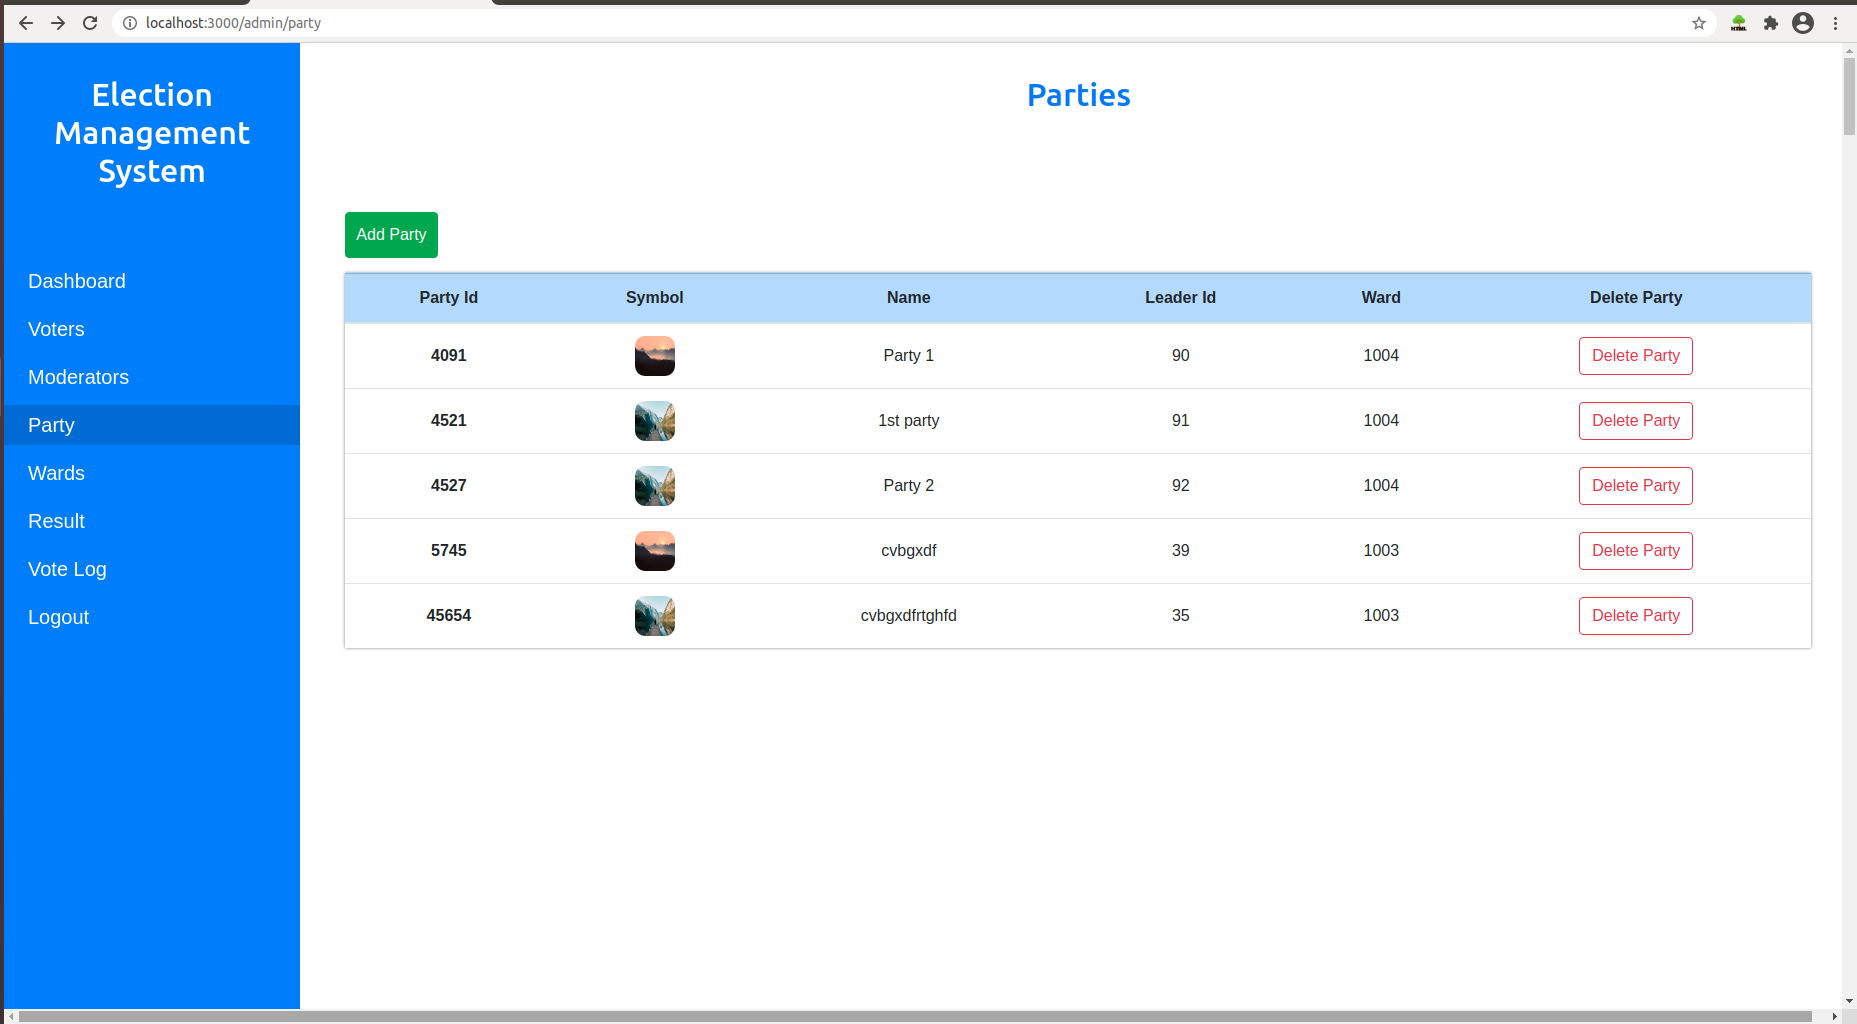 localhost:3000/admin/party
HTML
Election
Management
System
Parties
Add Party
Dashboard
Voters
Moderators
Party
Wards
Result
Vote Log
Logout
Party Id Symbol Name Leader Id Ward Delete Party
4091 Party 1 90 1004 Delete Party
4521 1st party 91 1004 Delete Party
4527 Party 2 92 1004 Delete Party
5745 cvbgxdf 39 1003 Delete Party
45654 cvbgxdfrtghfd 35 1003 Delete Party